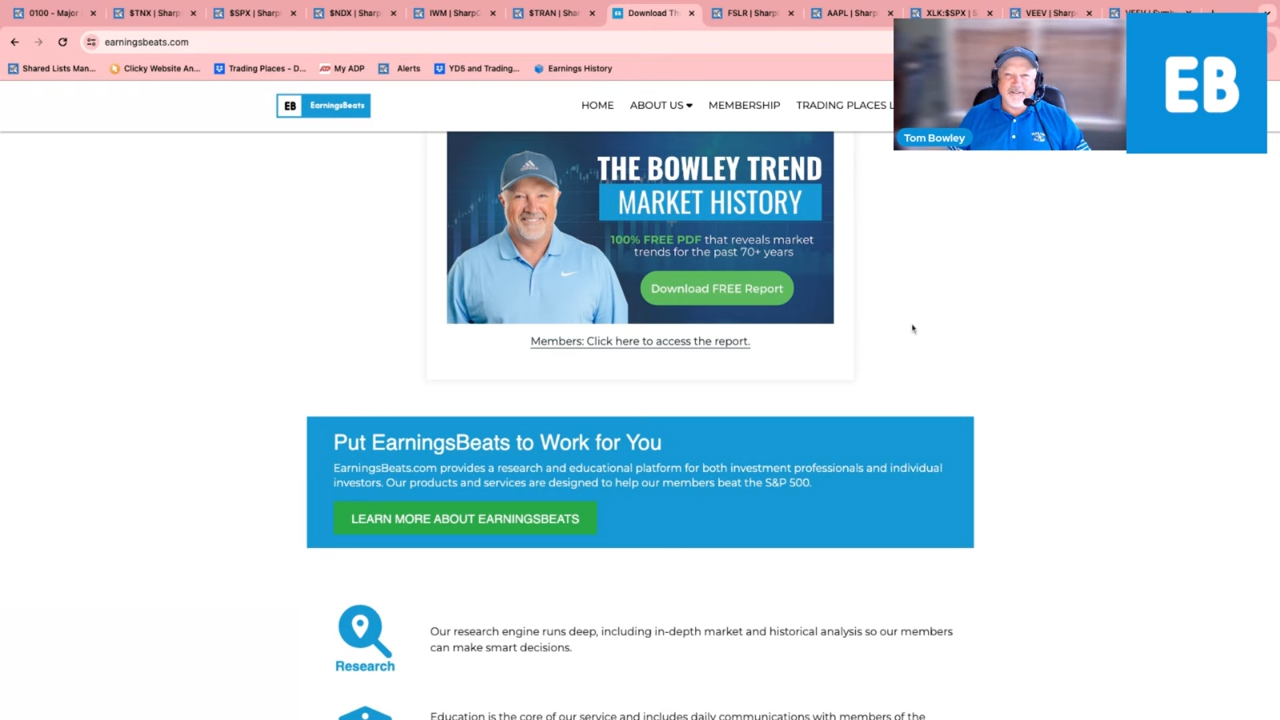 0100 - Major
$TNX | Sharp
$SPX | Sharp
$NDX | Sharp
IWM | SharpC
$TRAN | Shar
Download Th
FSLR | Sharp
AAPL | Sharp
XLK:$SPX | S
VEEV | Sharp
earningsbeats.com
Shared Lists Man...
Clicky Website An...
Trading Places – D...
My ADP
Alerts
YD5 and Trading...
Earnings History
EB EarningsBeats
HOME ABOUT US MEMBERSHIP TRADING PLACES L
Tom Bowley
EB
THE BOWLEY TREND
MARKET HISTORY
100% FREE PDF that reveals market
trends for the past 70+ years
Download FREE Report
Members: Click here to access the report.
Put EarningsBeats to Work for You
EarningsBeats.com provides a research and educational platform for both investment professionals and individual
investors. Our products and services are designed to help our members beat the S&P 500.
LEARN MORE ABOUT EARNINGSBEATS
Our research engine runs deep, including in-depth market and historical analysis so our members
can make smart decisions.
Research
Education is the core of our service and includes daily communications with members of the